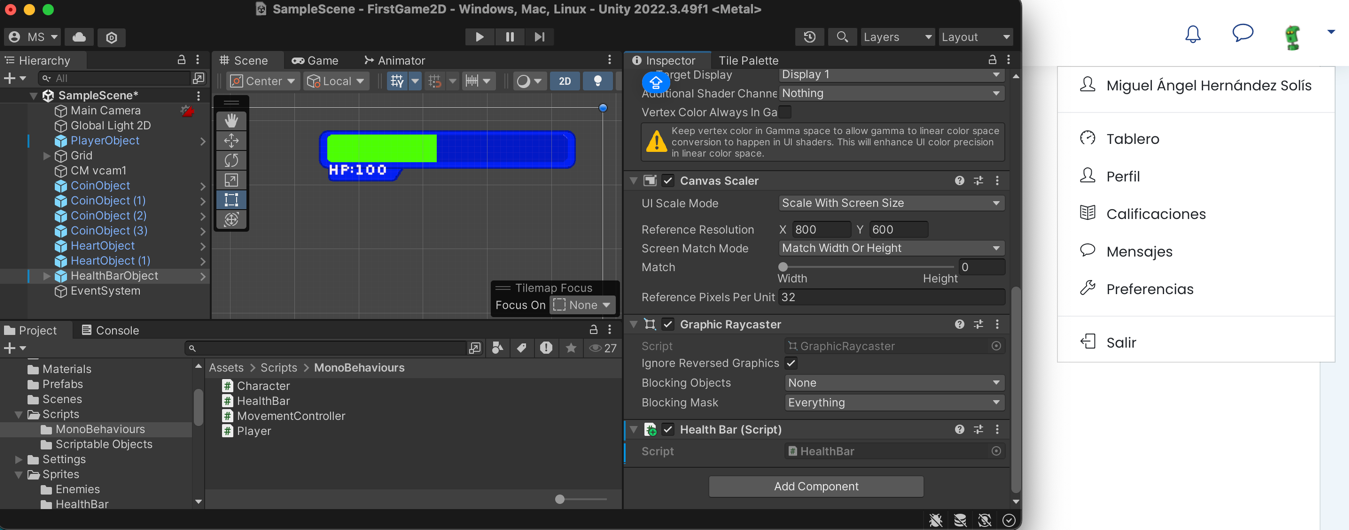 SampleScene - FirstGame2D - Windows, Mac, Linux - Unity 2022.3.49f1 <Metal>
MS
Layers
Layout
Hierarchy
All
SampleScene*
Main Camera
Global Light 2D
PlayerObject
Grid
CM vcam1
CoinObject
CoinObject (1)
CoinObject (2)
CoinObject (3)
HeartObject
HeartObject (1)
HealthBarObject
EventSystem
Scene
Game
Animator
Center
Local
2D
HP:100
Tilemap Focus
Focus On
None
Project
Console
27
Materials
Prefabs
Scenes
Scripts
MonoBehaviours
Scriptable Objects
Settings
Sprites
Enemies
HealthBar
Assets > Scripts > MonoBehaviours
Character
HealthBar
MovementController
Player
Inspector
Tile Palette
Target Display
Display 1
Additional Shader Channe
Nothing
Vertex Color Always In Ga
Keep vertex color in Gamma space to allow gamma to linear color space
conversion to happen in UI shaders. This will enhance UI color precision
in linear color space.
Canvas Scaler
UI Scale Mode
Scale With Screen Size
Reference Resolution
X 800
Y 600
Screen Match Mode
Match Width Or Height
Match
0
Width
Height
Reference Pixels Per Unit
32
Graphic Raycaster
Script
GraphicRaycaster
Ignore Reversed Graphics
Blocking Objects
None
Blocking Mask
Everything
Health Bar (Script)
Script
HealthBar
Add Component
Miguel Ángel Hernández Solís
Tablero
Perfil
Calificaciones
Mensajes
Preferencias
Salir